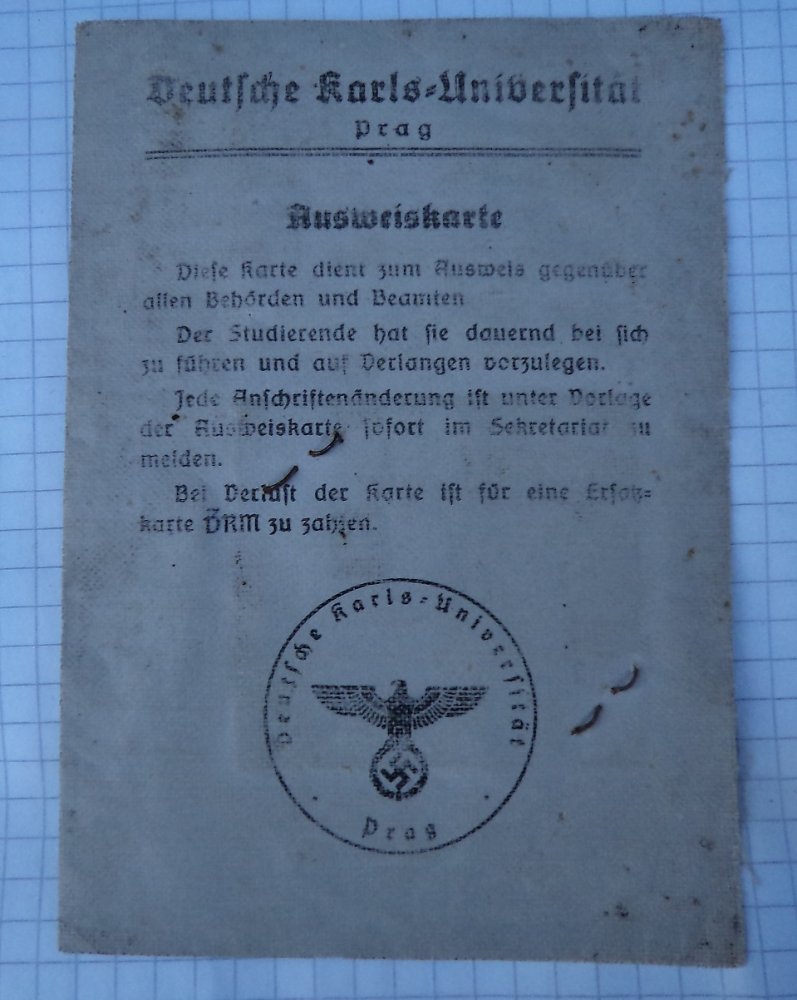 Deutsche Karls-Universität
Prag
Ausweiskarte
Diese Karte dient zum Ausweis gegenüber
allen Behörden und Beamten
Der Studierende hat sie dauernd bei sich
zu führen und auf Verlangen vorzulegen.
Jede Anschriftenänderung ist unter Vorlage
der Ausweiskarte sofort im Sekretariat zu
melden.
Bei Verlust der Karte ist für eine Ersatz-
karte RM zu zahlen.
Deutsche Karls-Universität
Prag